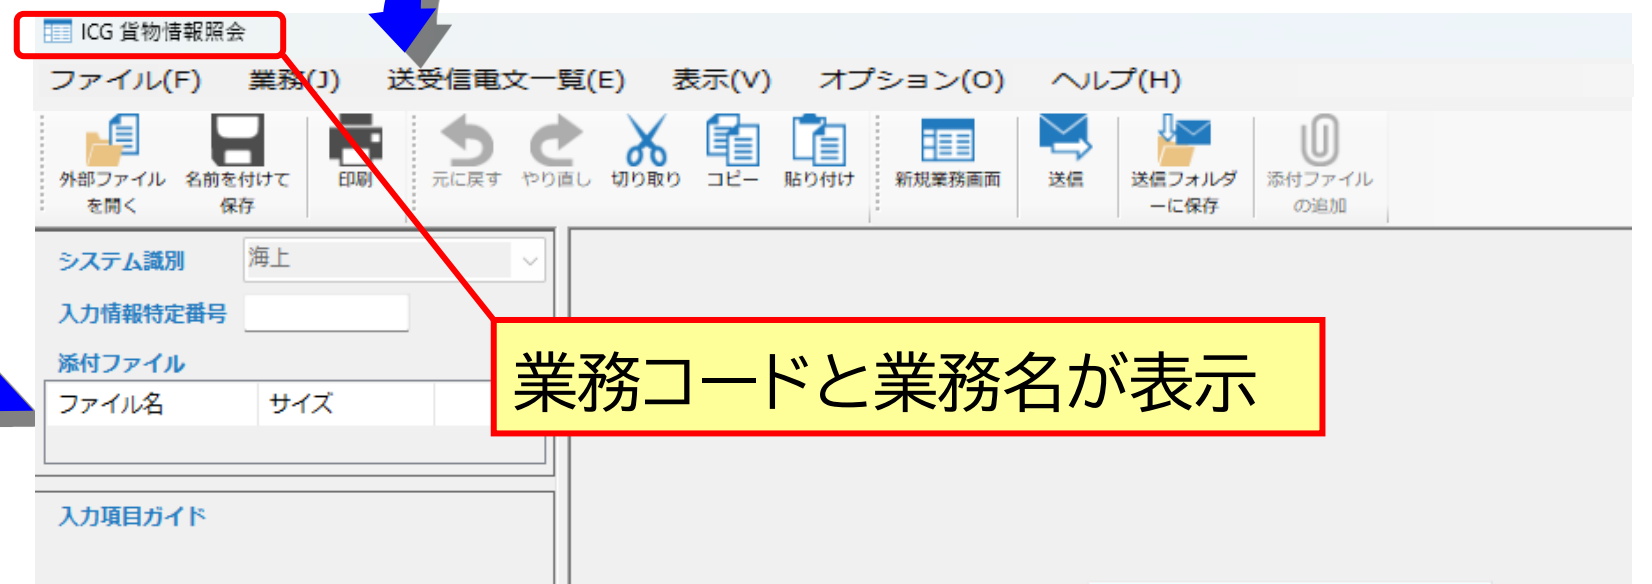 ICG 貨物情報照会
ファイル(F) 業務(J) 送受信電文一覧(E) 表示(V) オプション(O) ヘルプ(H)
外部ファイルを開く 名前を付けて保存 印刷 元に戻す やり直し 切り取り コピー 貼り付け 新規業務画面 送信 送信フォルダーに保存 添付ファイルの追加
システム識別 海上
入力情報特定番号
添付ファイル
ファイル名 サイズ
業務コードと業務名が表示
入力項目ガイド